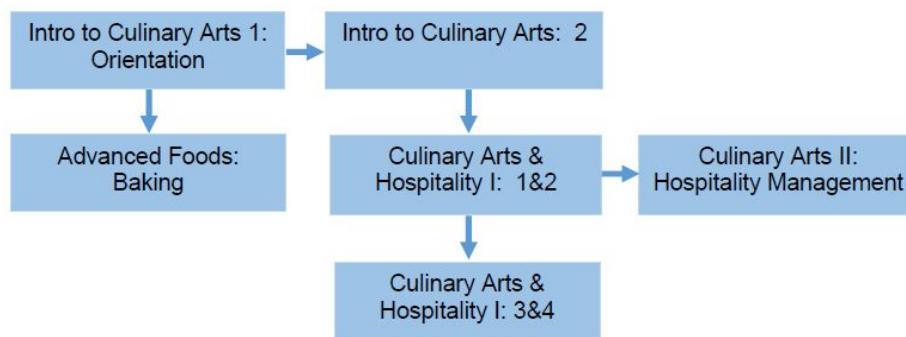 Intro to Culinary Arts 1:
Orientation
Intro to Culinary Arts:  2
Advanced Foods:
Baking
Culinary Arts &
Hospitality I:  1&2
Culinary Arts II:
Hospitality Management
Culinary Arts &
Hospitality I: 3&4